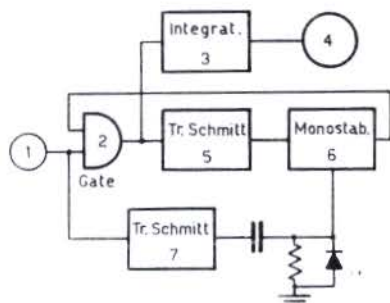 Integrat.
3
4
1
2
Gate
Tr. Schmitt
5
Monostab.
6
Tr. Schmitt
7